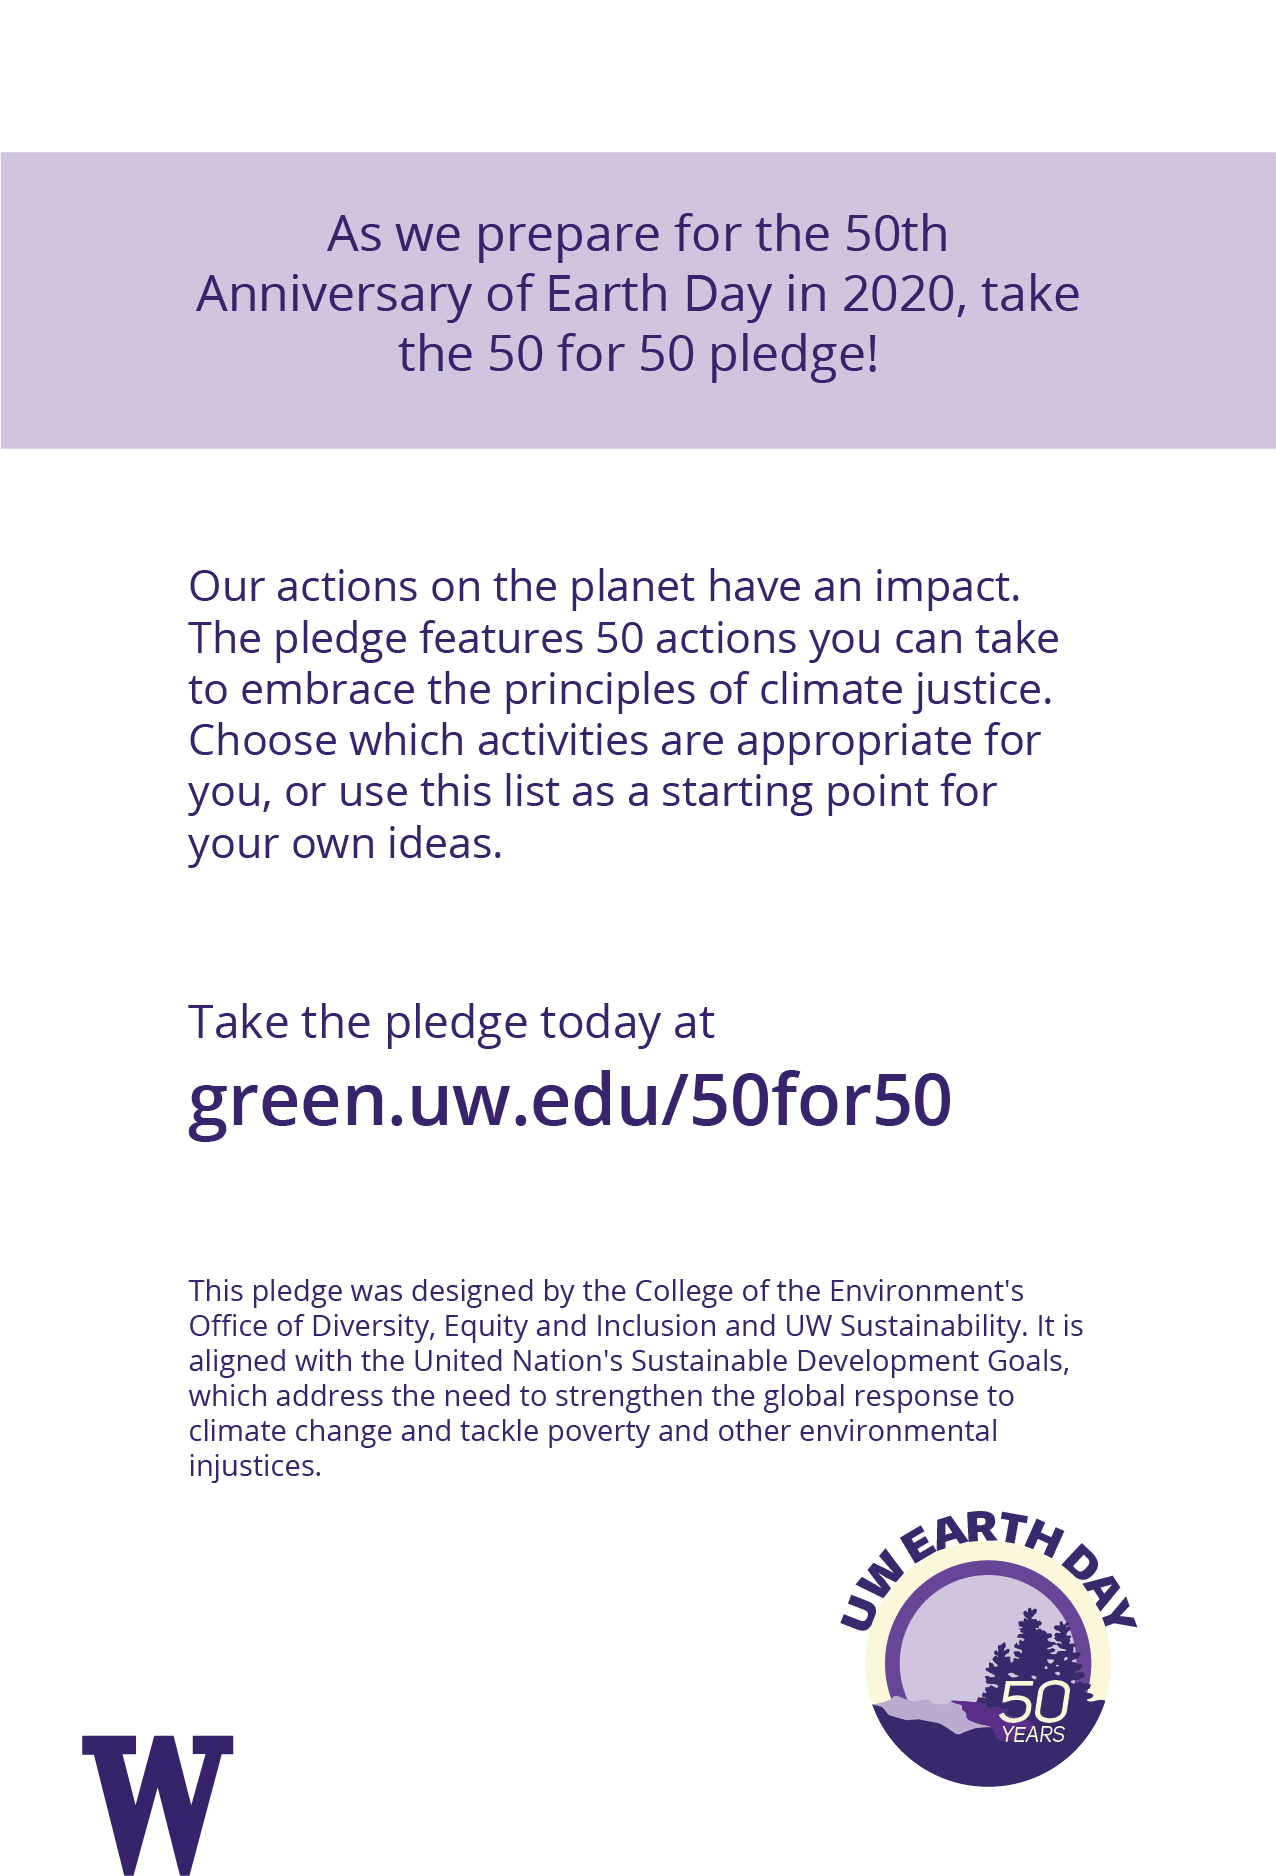 As we prepare for the 50th
Anniversary of Earth Day in 2020, take
the 50 for 50 pledge!
Our actions on the planet have an impact.
The pledge features 50 actions you can take
to embrace the principles of climate justice.
Choose which activities are appropriate for
you, or use this list as a starting point for
your own ideas.
Take the pledge today at
green.uw.edu/50for50
This pledge was designed by the College of the Environment's
Office of Diversity, Equity and Inclusion and UW Sustainability. It is
aligned with the United Nation's Sustainable Development Goals,
which address the need to strengthen the global response to
climate change and tackle poverty and other environmental
injustices.
UW EARTH DAY
50
YEARS
W